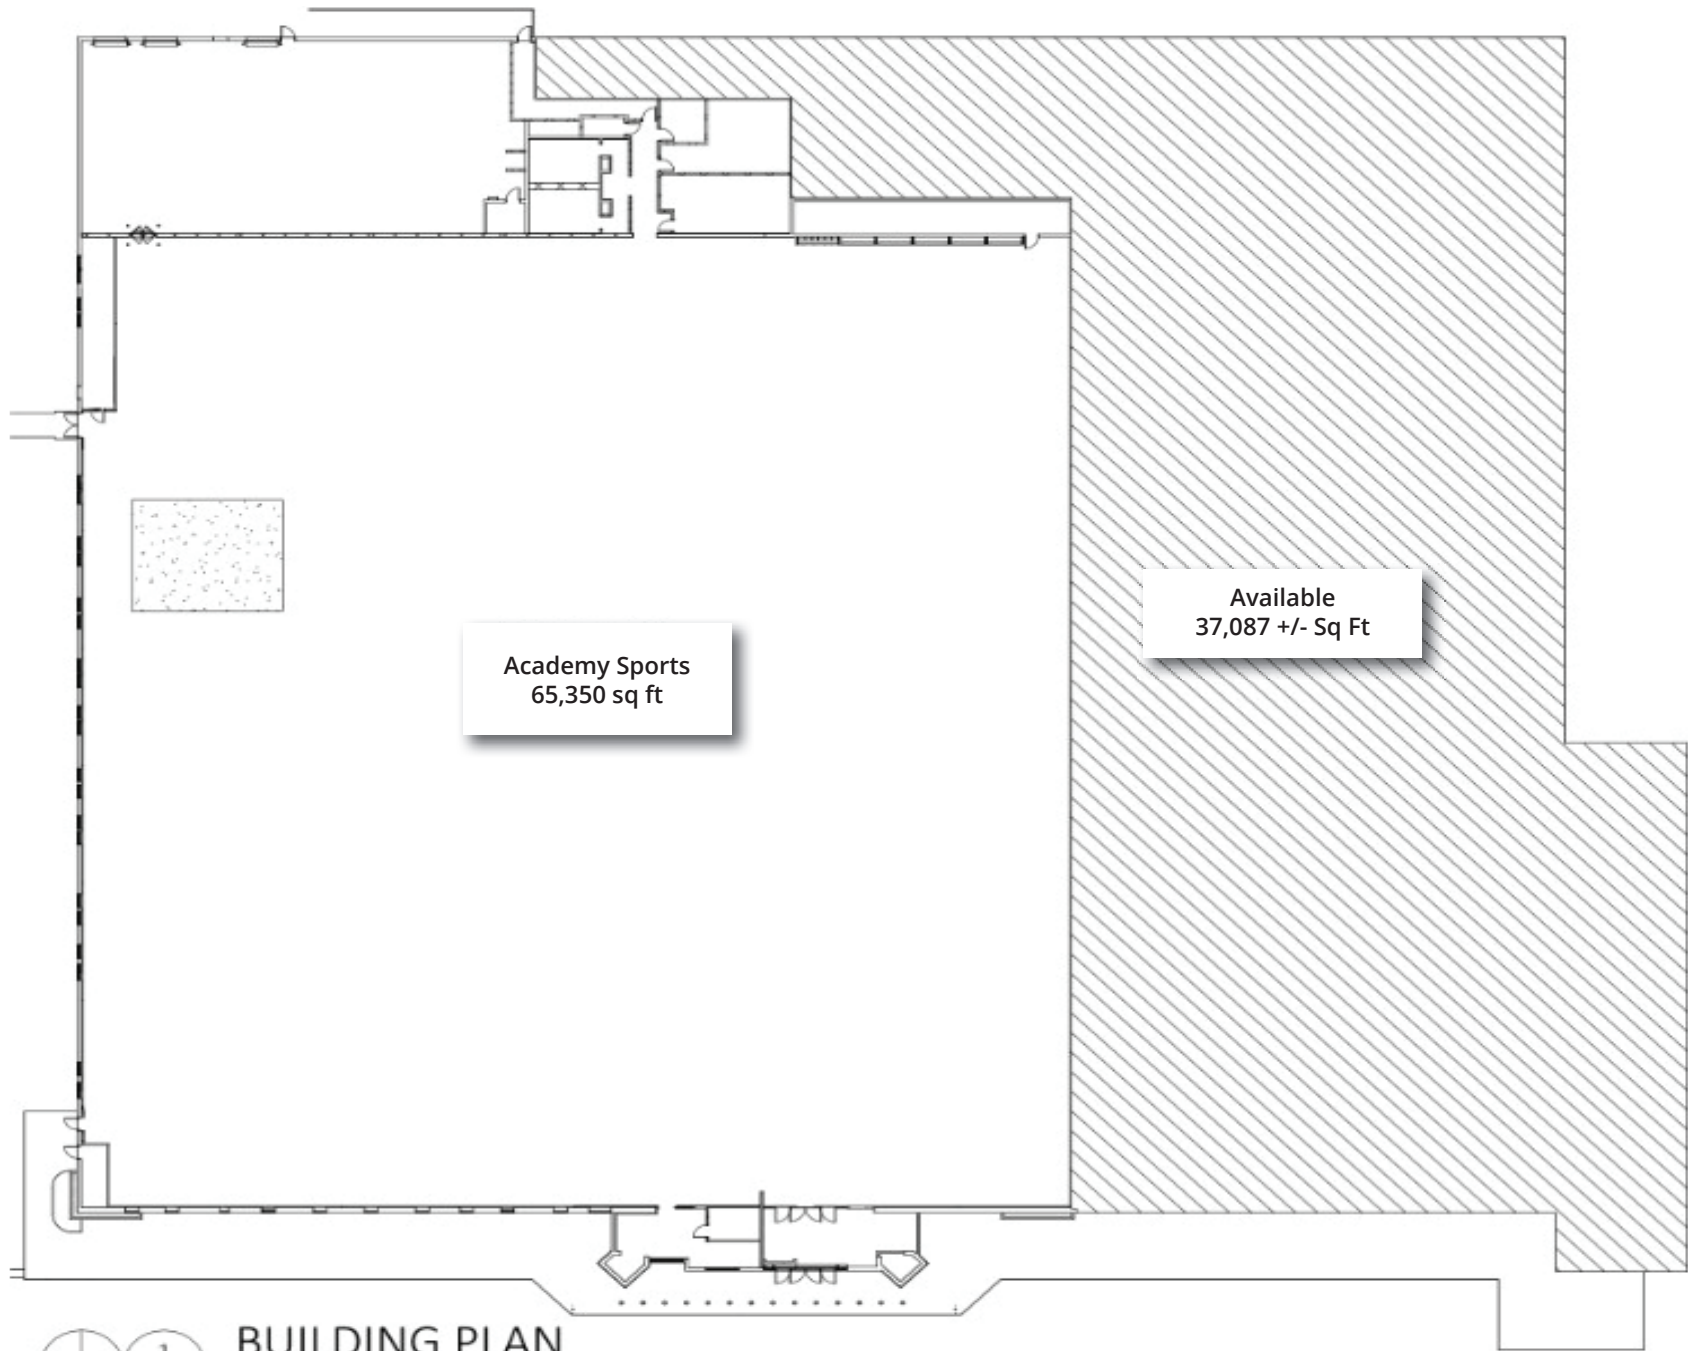 Available
37,087 +/- Sq Ft
Academy Sports
65,350 sq ft
BUILDING PLAN